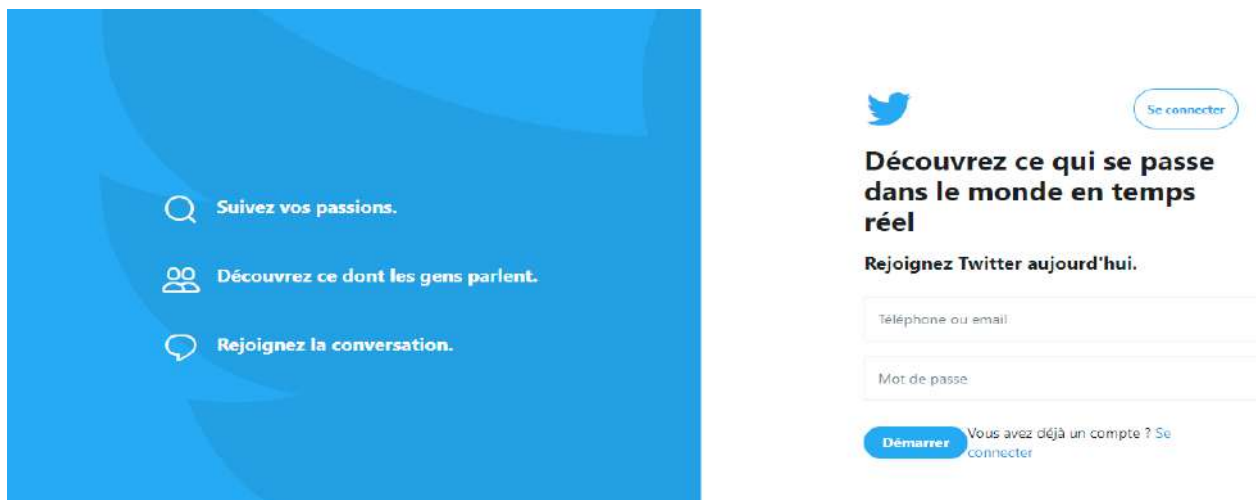 Suivez vos passions.
Découvrez ce dont les gens parlent.
Rejoignez la conversation.
Se connecter
Découvrez ce qui se passe
dans le monde en temps
réel
Rejoignez Twitter aujourd'hui.
Téléphone ou email
Mot de passe
Démarrer
Vous avez déjà un compte ? Se
connecter